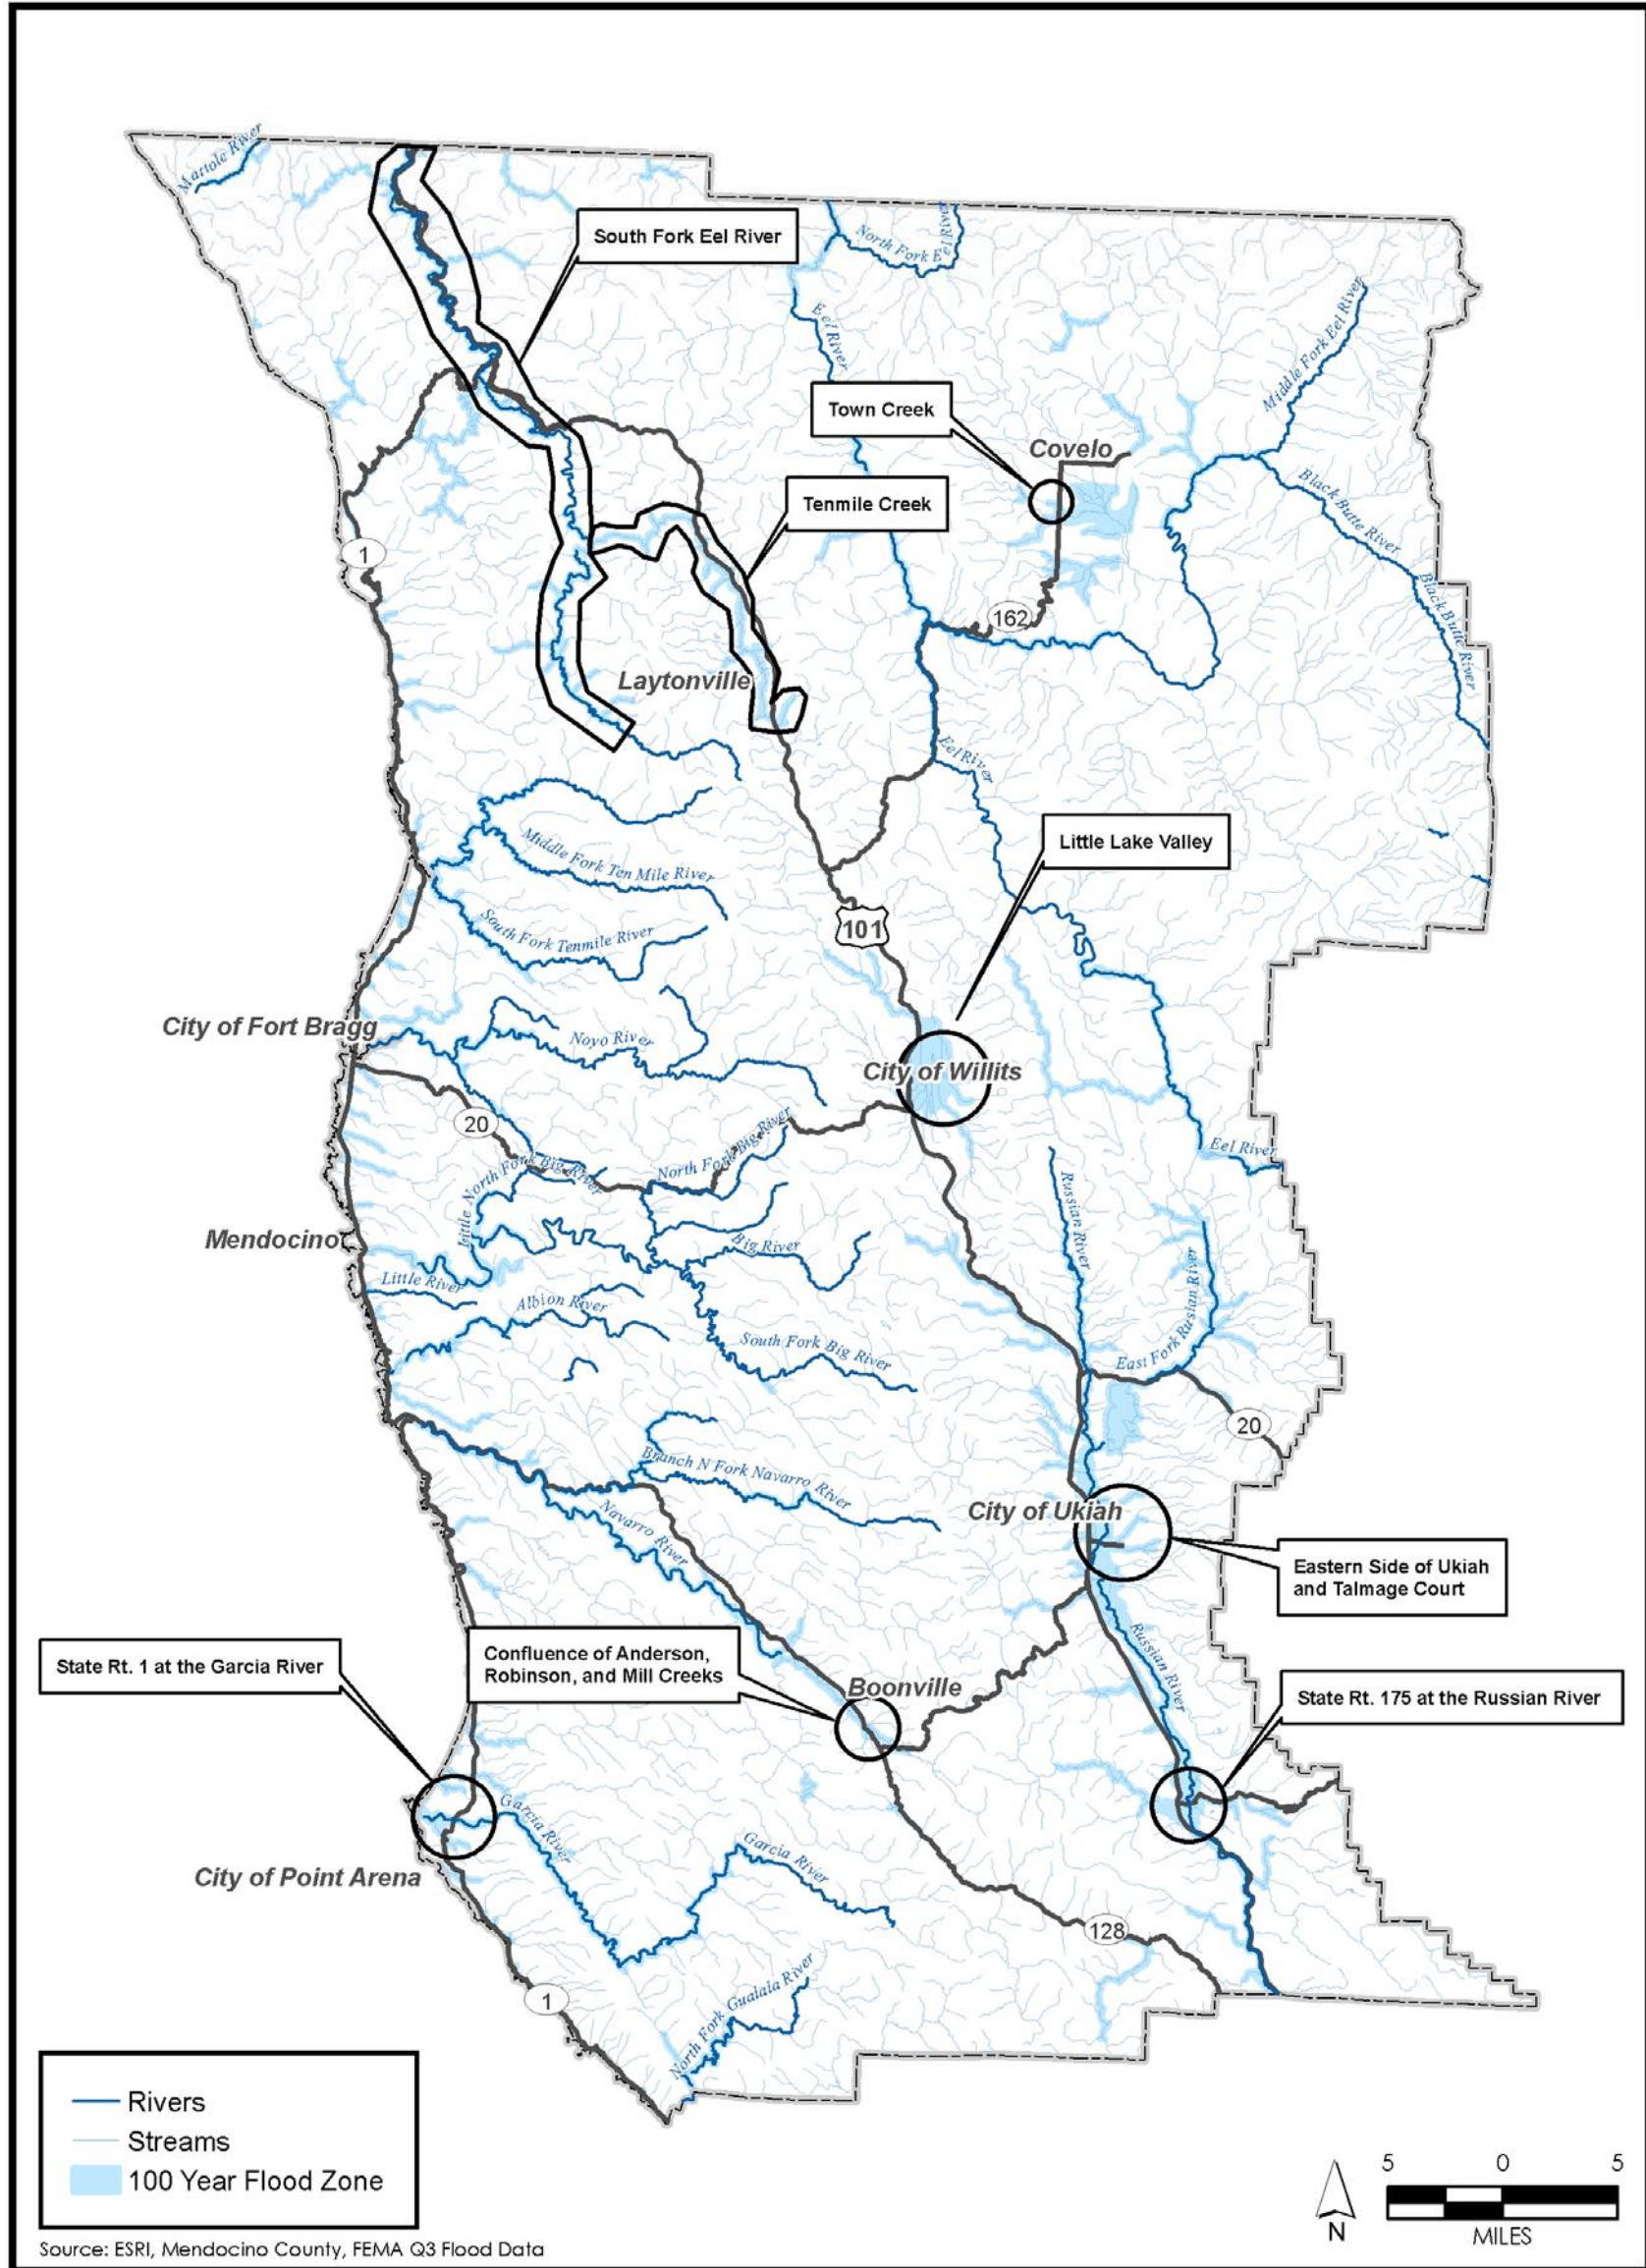 Mattole River
South Fork Eel River
North Fork Eel River
Eel River
Middle Fork Eel River
Town Creek
Covelo
Tenmile Creek
Black Butte River
Black Butte River
1
162
Laytonville
Eel River
Little Lake Valley
Middle Fork Ten Mile River
South Fork Tenmile River
101
City of Fort Bragg
Noyo River
City of Willits
20
North Fork Big River
Little North Fork Big River
Eel River
Russian River
Mendocino
Big River
Little River
Albion River
East Fork Russian River
South Fork Big River
20
Branch N Fork Navarro River
City of Ukiah
Navarro River
Eastern Side of Ukiah
and Talmage Court
Russian River
State Rt. 1 at the Garcia River
Confluence of Anderson,
Robinson, and Mill Creeks
Boonville
State Rt. 175 at the Russian River
Garcia River
Garcia River
City of Point Arena
128
1
North Fork Gualala River
Rivers
Streams
100 Year Flood Zone
N
5 0 5
MILES
Source: ESRI, Mendocino County, FEMA Q3 Flood Data